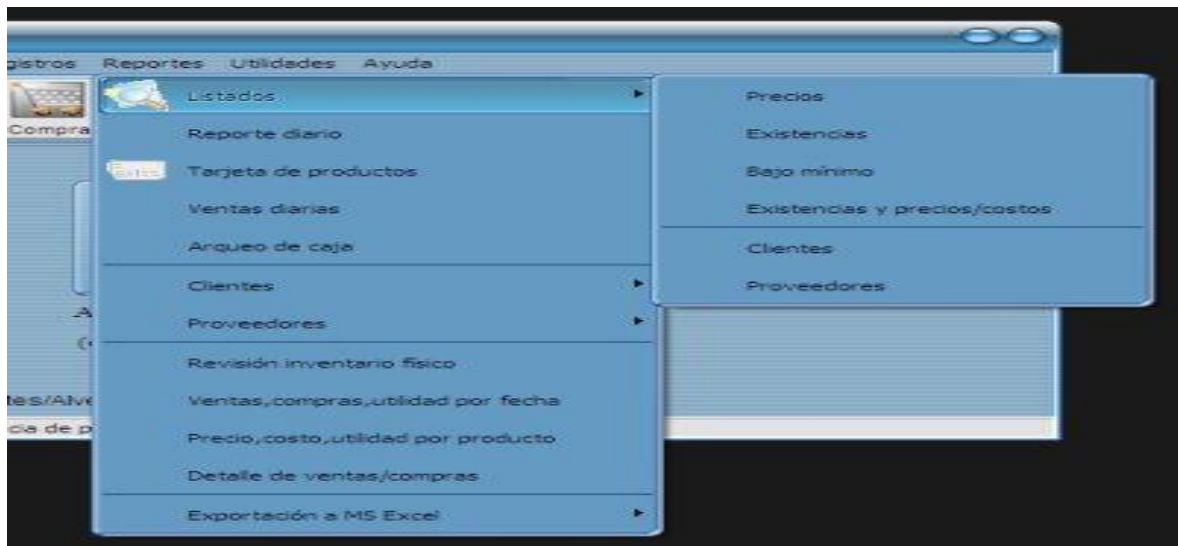 gistros Reportes Utilidades Ayuda
Compra
Listados
Reporte diario
Tarjeta de productos
Ventas diarias
Arqueo de caja
Clientes
Proveedores
Revisión inventario físico
Ventas,compras,utilidad por fecha
Precio,costo,utilidad por producto
Detalle de ventas/compras
Exportación a MS Excel
Precios
Existencias
Bajo mínimo
Existencias y precios/costos
Clientes
Proveedores
A
(
tes/Alve
cia de p